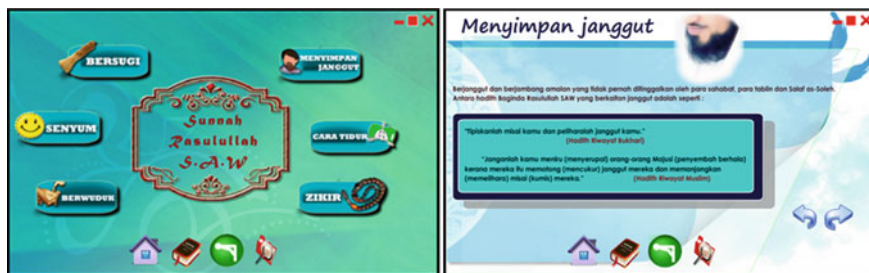 BERSUGI
MENYIMPAN
JANGGUT
SENYUM
Sunnah
Rasulullah
S.A.W
CARA TIDUR
BERWUDUK
ZIKIR
Menyimpan janggut
Berjanggut dan berjambang amalan yang tidak pernah ditinggalkan oleh para sahabat, para tabiin dan Salaf as-Soleh.
Antara hadith Baginda Rasulullah SAW yang berkaitan janggut adalah seperti :
"Tipiskanlah misai kamu dan peliharalah janggut kamu."
(Hadith Riwayat Bukhari)
"Janganlah kamu meniru (menyerupai) orang-orang Majusi (penyembah berhala)
kerana mereka itu memotong (mencukur) janggut mereka dan memanjangkan
(memelihara) misai (kumis) mereka." (Hadith Riwayat Muslim)